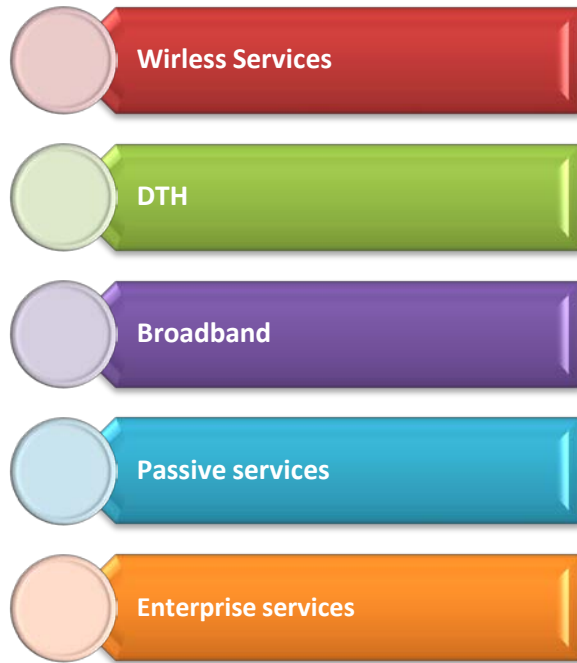 Wirless Services
DTH
Broadband
Passive services
Enterprise services